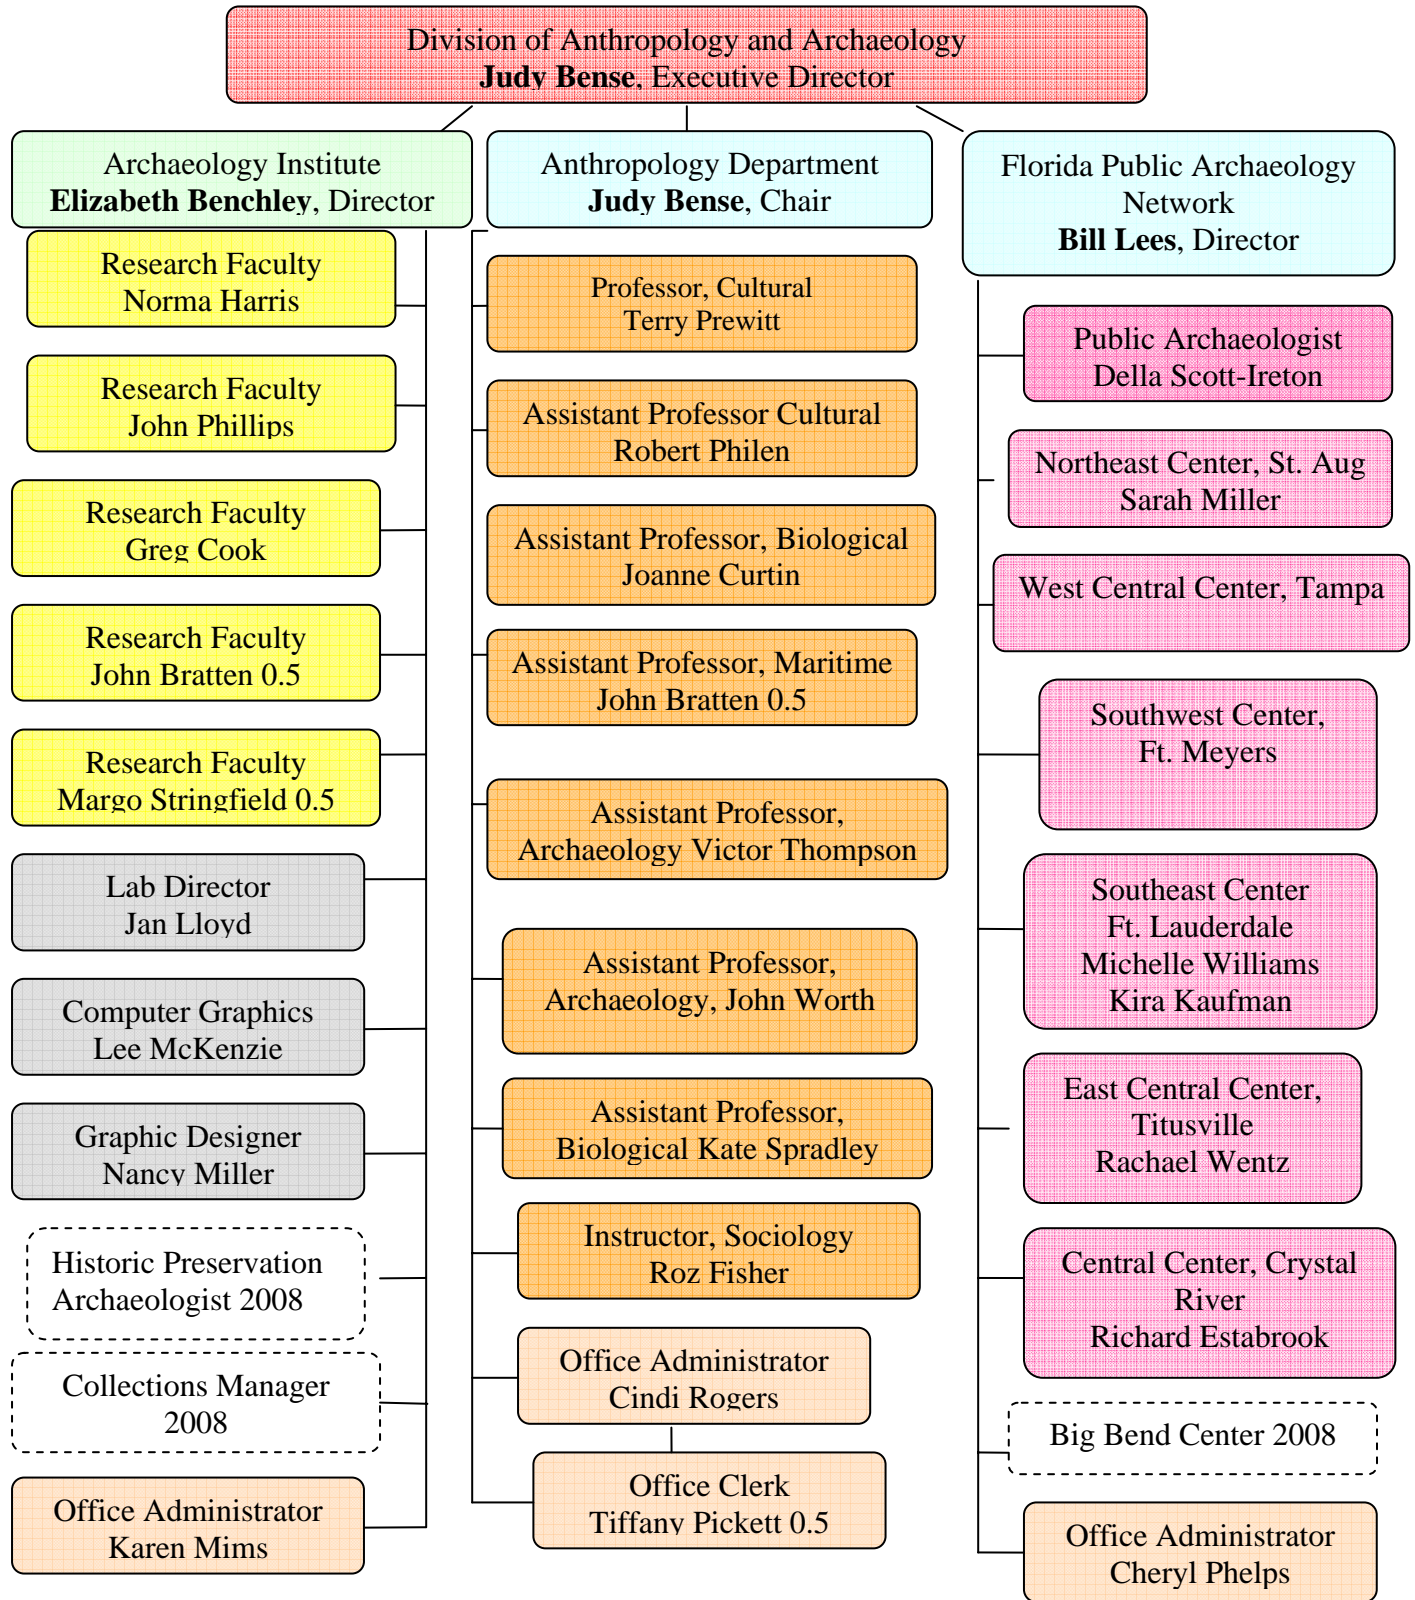 Division of Anthropology and Archaeology
Judy Bense, Executive Director
Archaeology Institute
Elizabeth Benchley, Director
Research Faculty
Norma Harris
Research Faculty
John Phillips
Research Faculty
Greg Cook
Research Faculty
John Bratten 0.5
Research Faculty
Margo Stringfield 0.5
Lab Director
Jan Lloyd
Computer Graphics
Lee McKenzie
Graphic Designer
Nancy Miller
Historic Preservation
Archaeologist 2008
Collections Manager
2008
Office Administrator
Karen Mims
Anthropology Department
Judy Bense, Chair
Professor, Cultural
Terry Prewitt
Assistant Professor Cultural
Robert Philen
Assistant Professor, Biological
Joanne Curtin
Assistant Professor, Maritime
John Bratten 0.5
Assistant Professor,
Archaeology Victor Thompson
Assistant Professor,
Archaeology, John Worth
Assistant Professor,
Biological Kate Spradley
Instructor, Sociology
Roz Fisher
Office Administrator
Cindi Rogers
Office Clerk
Tiffany Pickett 0.5
Florida Public Archaeology
Network
Bill Lees, Director
Public Archaeologist
Della Scott-Ireton
Northeast Center, St. Aug
Sarah Miller
West Central Center, Tampa
Southwest Center,
Ft. Meyers
Southeast Center
Ft. Lauderdale
Michelle Williams
Kira Kaufman
East Central Center,
Titusville
Rachael Wentz
Central Center, Crystal
River
Richard Estabrook
Big Bend Center 2008
Office Administrator
Cheryl Phelps